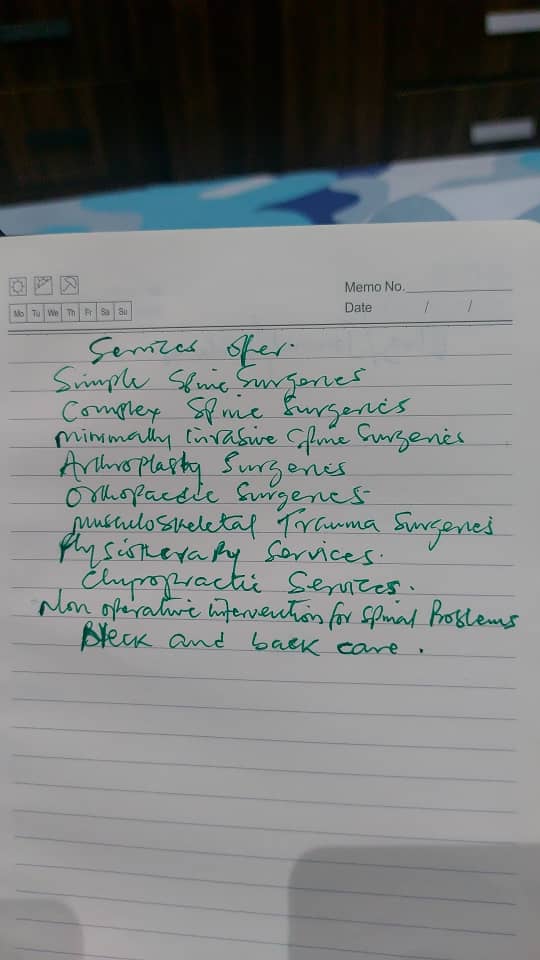 Memo No.
Mo Tu We Th Fr Sa Su
Date / /
Services offer.
Simple Spine Surgeries
Complex Spine Surgeries
minimally invasive Spine Surgeries
Arthroplasty Surgeries
Orthopaedic Surgeries
musculoskeletal Trauma Surgeries
Physiotherapy Services.
Chiropractic Services.
Non operative intervention for Spinal Problems
Neck and back care.